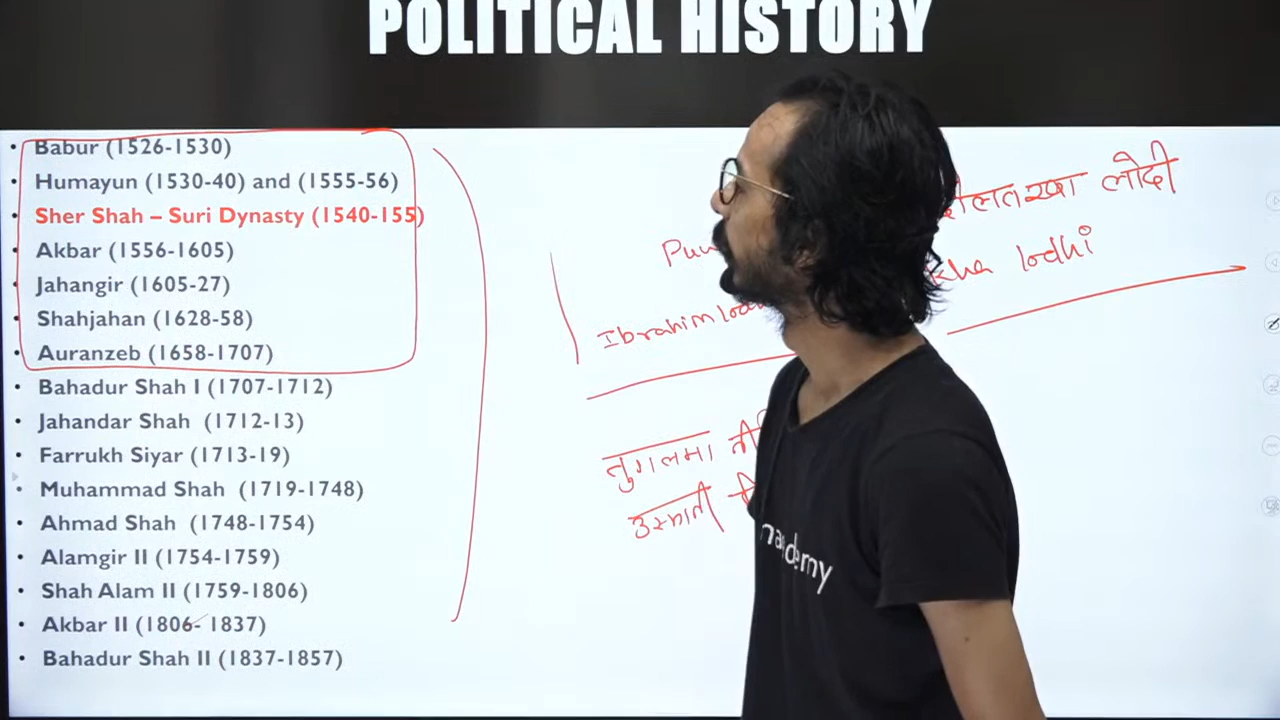 POLITICAL HISTORY
• Babur (1526-1530)
• Humayun (1530-40) and (1555-56)
• Sher Shah – Suri Dynasty (1540-155)
• Akbar (1556-1605)
• Jahangir (1605-27)
• Shahjahan (1628-58)
• Auranzeb (1658-1707)
• Bahadur Shah I (1707-1712)
• Jahandar Shah (1712-13)
• Farrukh Siyar (1713-19)
• Muhammad Shah (1719-1748)
• Ahmad Shah (1748-1754)
• Alamgir II (1754-1759)
• Shah Alam II (1759-1806)
• Akbar II (1806- 1837)
• Bahadur Shah II (1837-1857)
लोदी
lodhi
Ibrahim
तुगलमा
उस्मानी